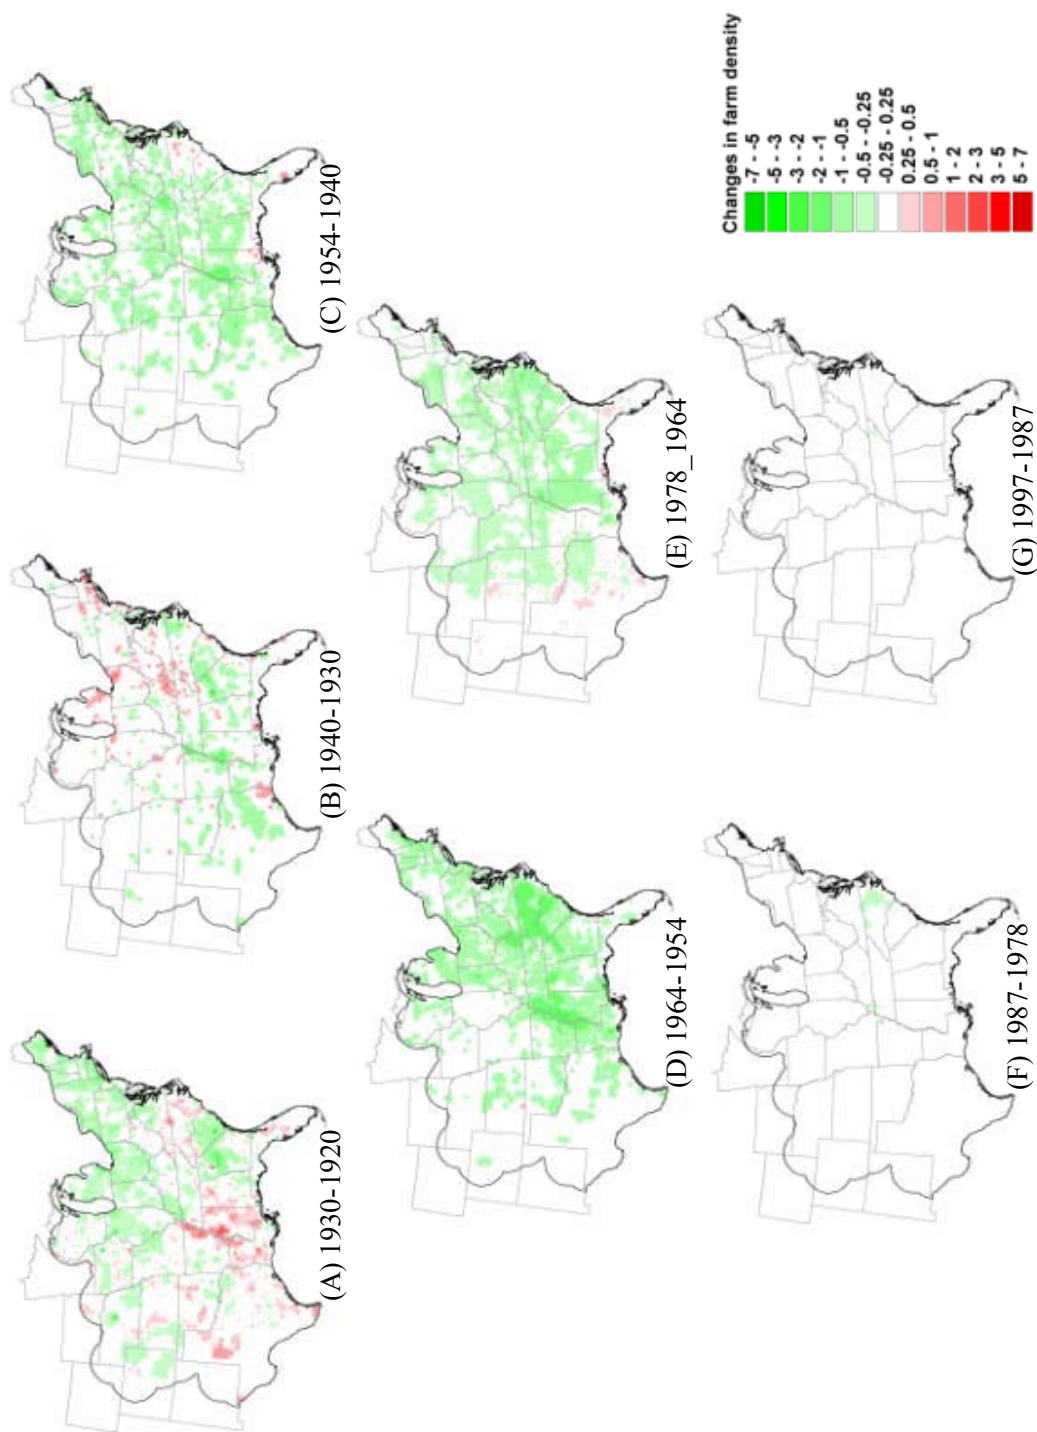 (A) 1930-1920
(B) 1940-1930
(C) 1954-1940
(D) 1964-1954
(E) 1978_1964
(F) 1987-1978
(G) 1997-1987
Changes in farm density
-7 - -5
-5 - -3
-3 - -2
-2 - -1
-1 - -0.5
-0.5 - -0.25
-0.25 - 0.25
0.25 - 0.5
0.5 - 1
1 - 2
2 - 3
3 - 5
5 - 7